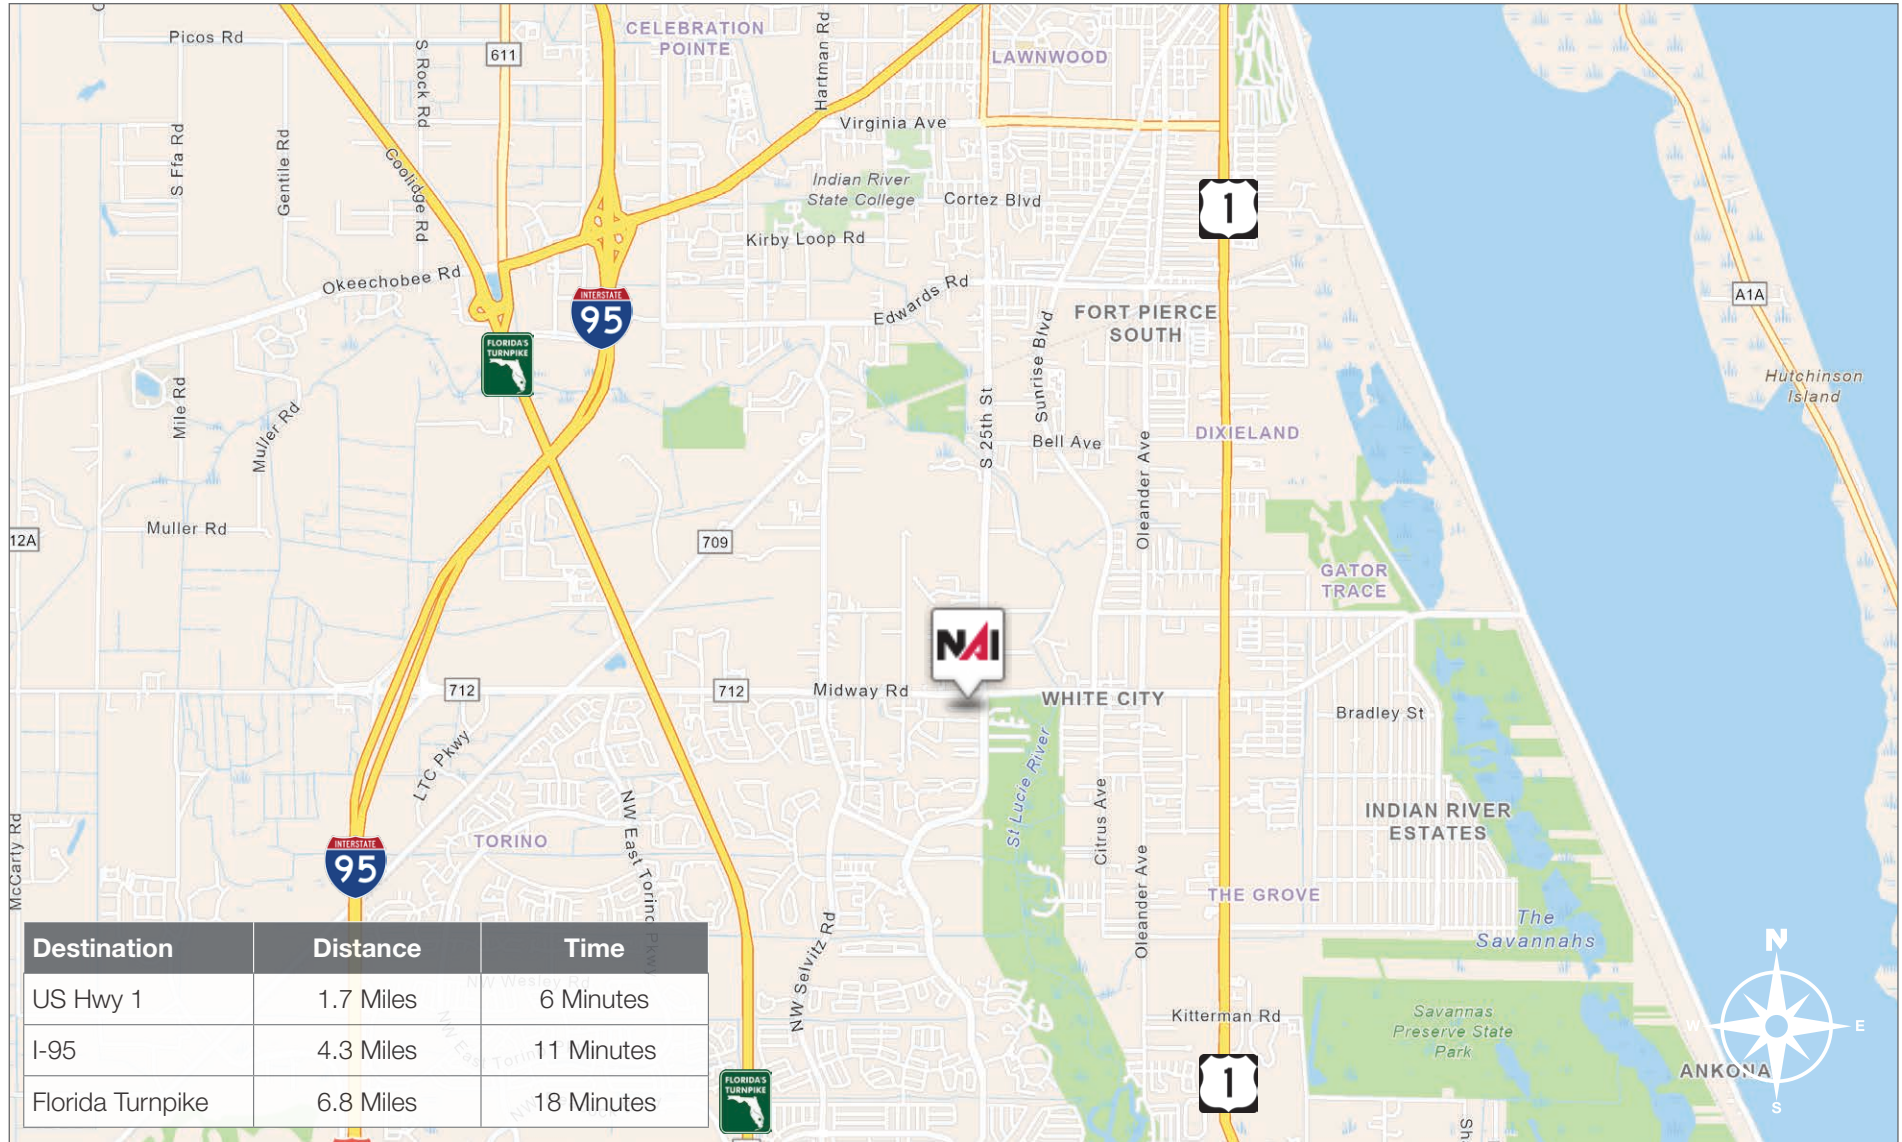 Picos Rd
611
S Rock Rd
CELEBRATION
POINTE
Hartman Rd
LAWNWOOD
Virginia Ave
S Ffa Rd
Gentile Rd
Coolidge Rd
Indian River
State College
Cortez Blvd
1
Kirby Loop Rd
Okeechobee Rd
INTERSTATE
95
Edwards Rd
A1A
FORT PIERCE
SOUTH
FLORIDA'S
TURNPIKE
Sunrise Blvd
Hutchinson
Island
Mile Rd
Muller Rd
S 25th St
Bell Ave
DIXIELAND
Oleander Ave
12A
Muller Rd
709
GATOR
TRACE
NAI
712
712
Midway Rd
WHITE CITY
Bradley St
LTC Pkwy
St Lucie River
INDIAN RIVER
ESTATES
TORINO
NW East Torino Pkwy
Citrus Ave
McCarty Rd
INTERSTATE
95
Oleander Ave
THE GROVE
The
Savannahs
NW Selvitz Rd
Kitterman Rd
Savannas
Preserve State
Park
ANKONA
N
W
E
S
FLORIDA'S
TURNPIKE
1
Sh
Destination Distance Time
NW Wesley Rd
US Hwy 1 1.7 Miles 6 Minutes
I-95 4.3 Miles 11 Minutes
Florida Turnpike 6.8 Miles 18 Minutes